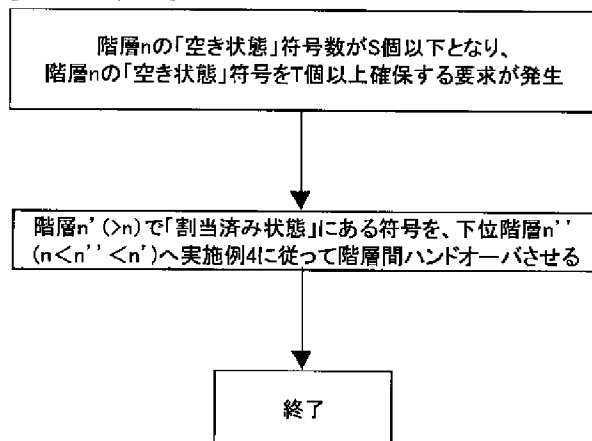 階層nの「空き状態」符号数がS個以下となり、
階層nの「空き状態」符号をT個以上確保する要求が発生
階層n'(>n)で「割当済み状態」にある符号を、下位階層n''
(n<n''<n')へ実施例4に従って階層間ハンドオーバさせる
終了